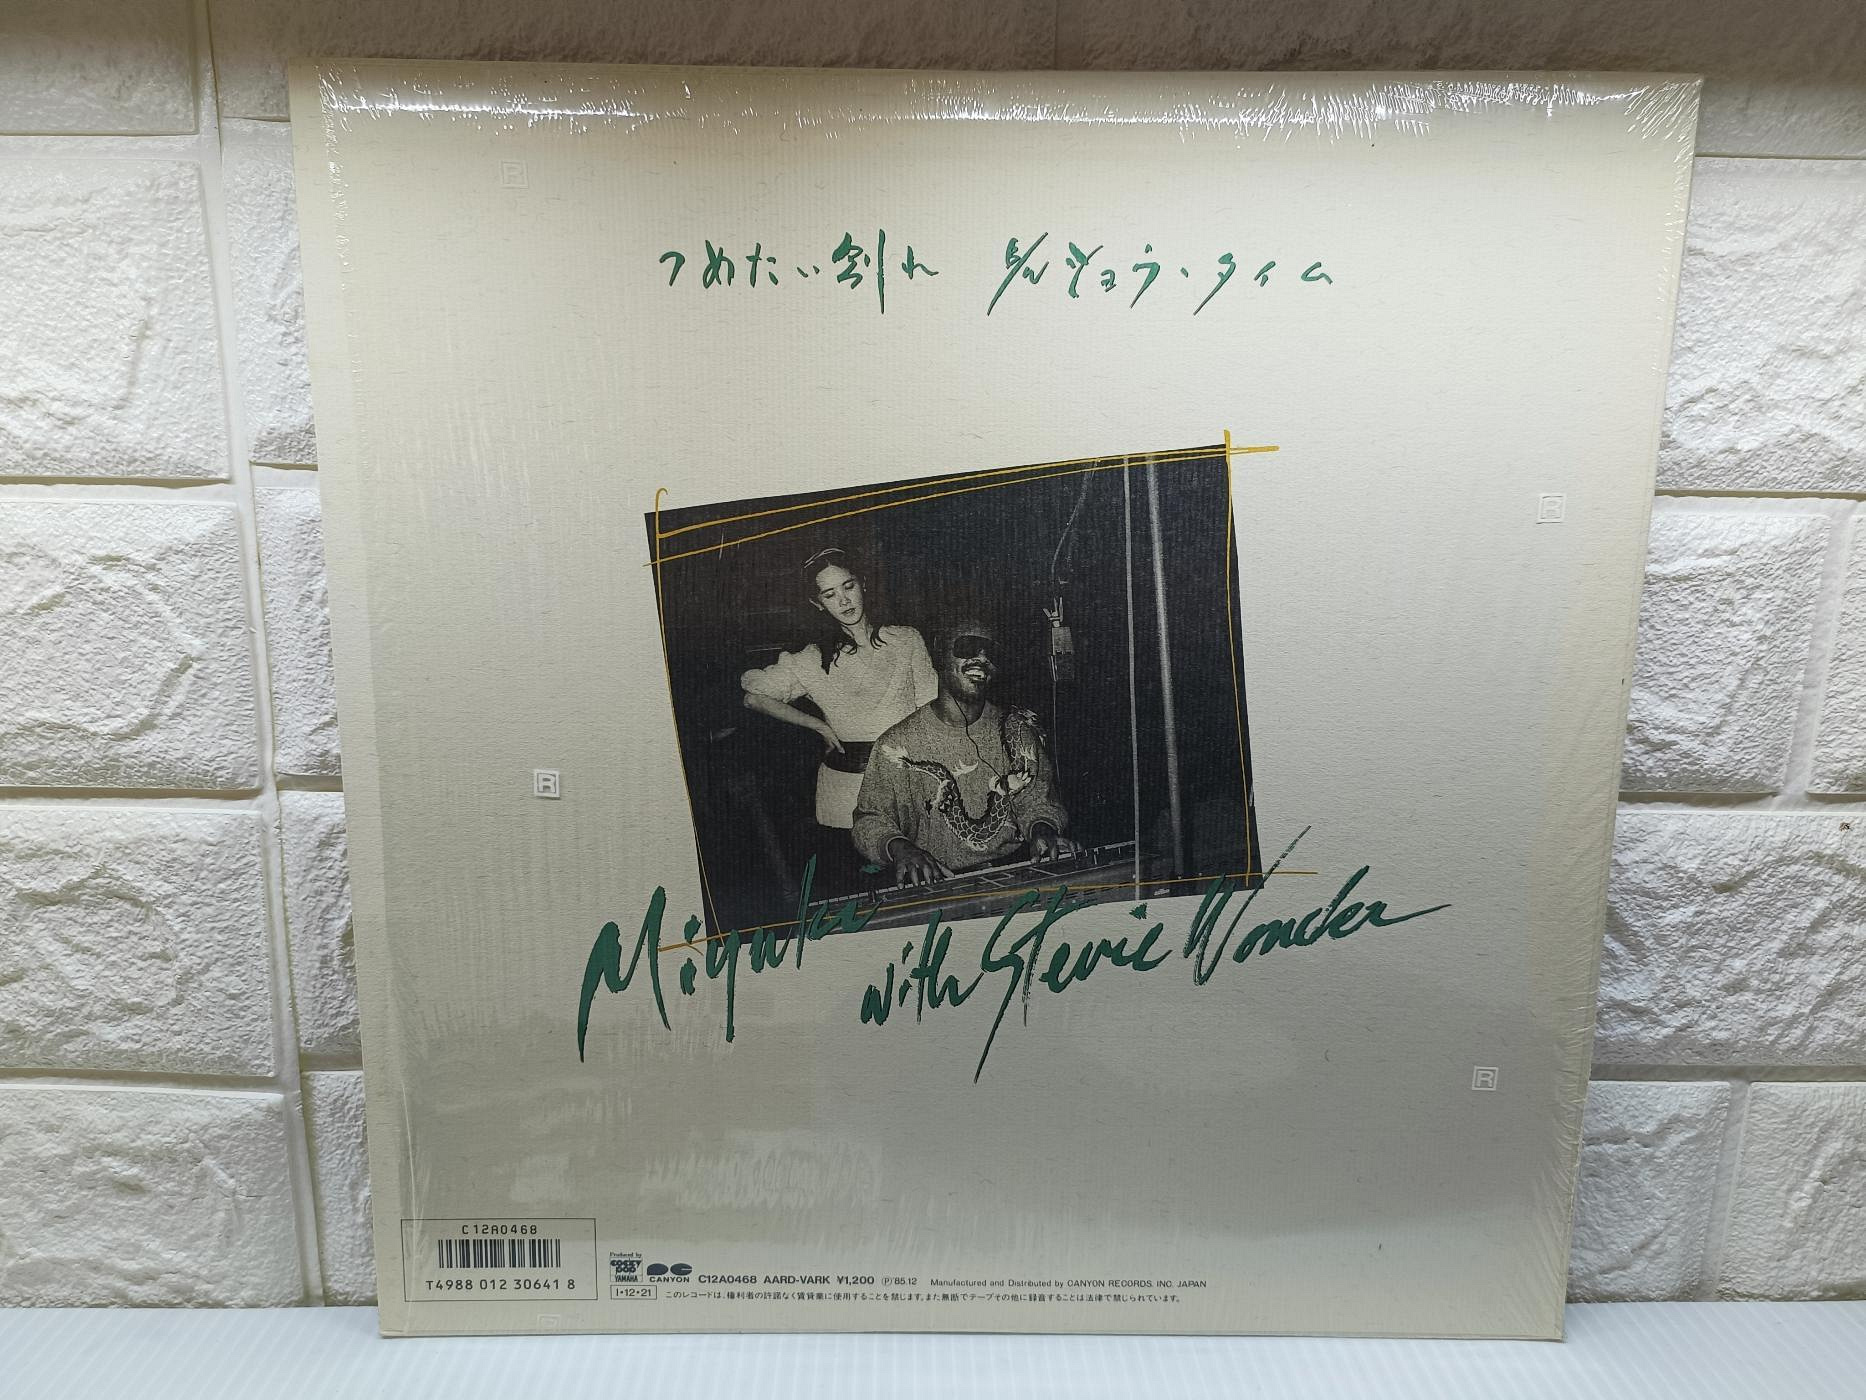 つめたい別れ ショウ・タイム
Miyuki
with Stevie Wonder
R
R
R
R
C12A0468
T4988 012 30641 8
Produced by
COCKY
POP
YAMAHA
CANYON
C12A0468 AARD-VARK ¥1,200 Ⓟ'85.12 Manufactured and Distributed by CANYON RECORDS. INC. JAPAN
I・12・21 このレコードは、権利者の許諾なく賃貸業に使用することを禁じます。また無断でテープその他に録音することは法律で禁じられています。